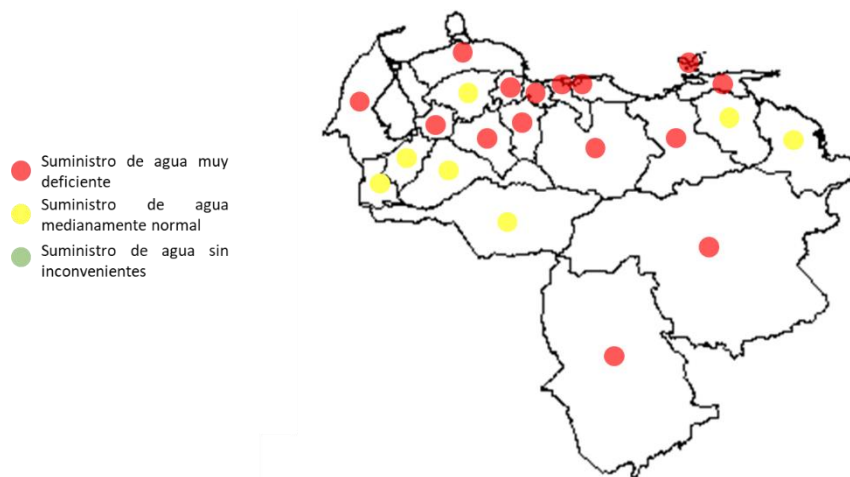 Suministro de agua muy
deficiente
Suministro de agua
medianamente normal
Suministro de agua sin
inconvenientes